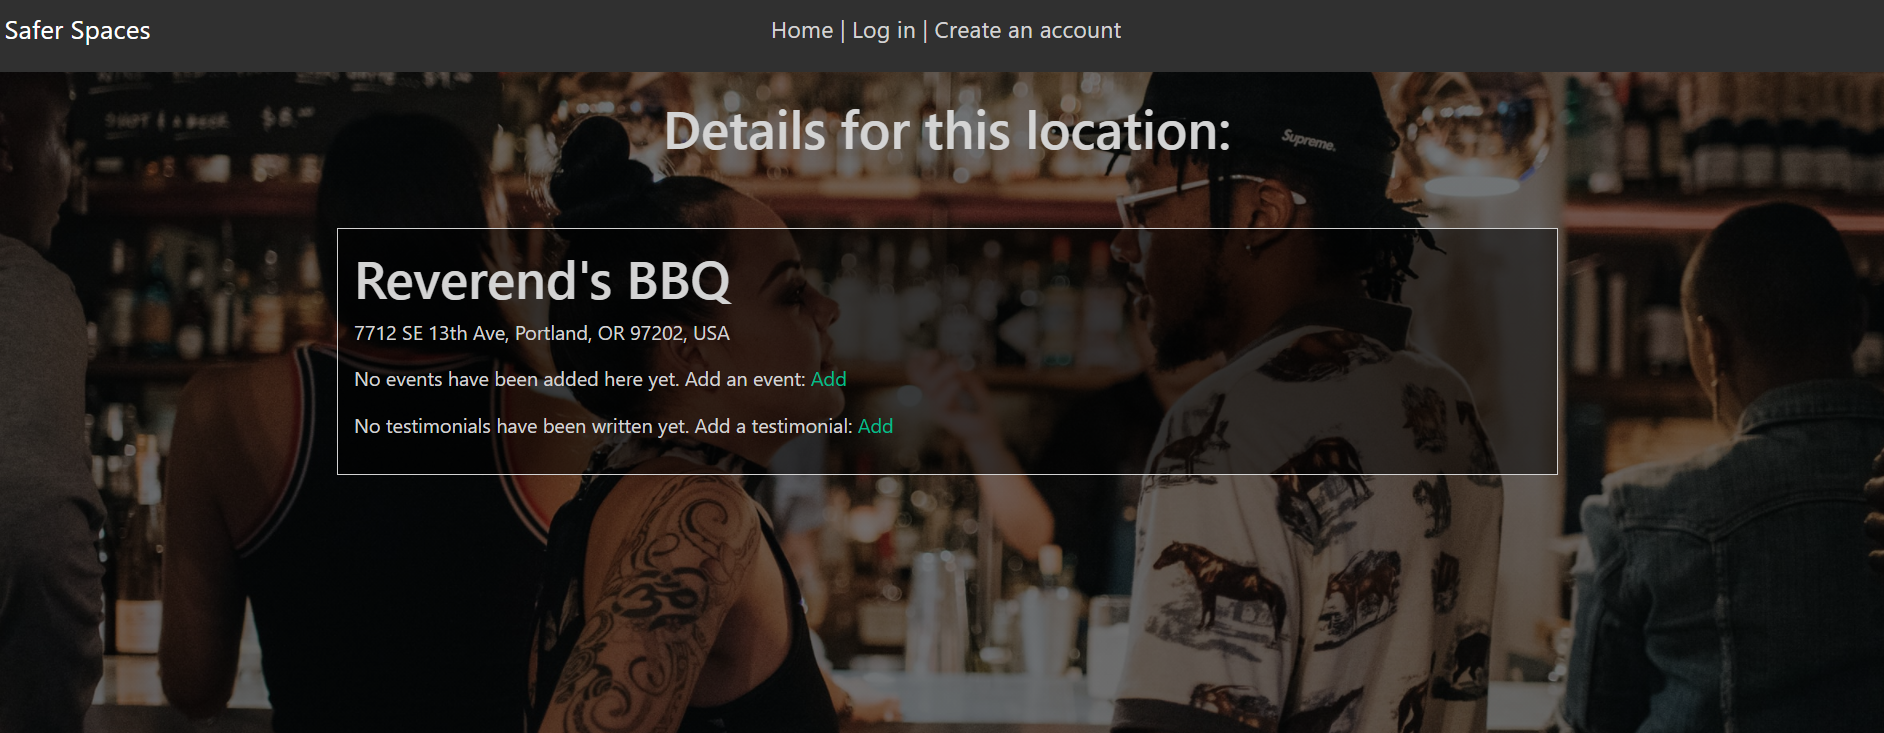 Safer Spaces
Home | Log in | Create an account
Details for this location:
Supreme.
Reverend's BBQ
7712 SE 13th Ave, Portland, OR 97202, USA
No events have been added here yet. Add an event: Add
No testimonials have been written yet. Add a testimonial: Add